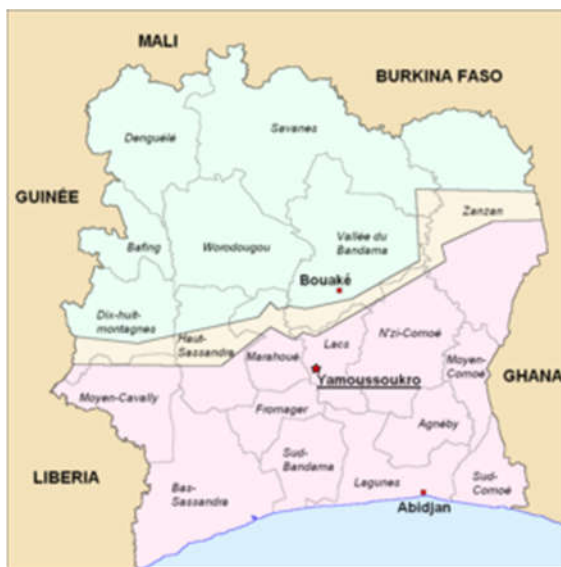 MALI
BURKINA FASO
Denguélé
Savanes
GUINÉE
Zanzan
Bafing
Worodougou
Vallée du
Bandama
Bouaké
Dix-huit-
montagnes
Haut-
Sassandra
Marahoué
Lacs
N'zi-Comoé
Moyen-
Comoé
Yamoussoukro
GHANA
Moyen-Cavally
Fromager
Agnéby
Sud-
Bandama
LIBERIA
Bas-
Sassandra
Lagunes
Sud-
Comoé
Abidjan